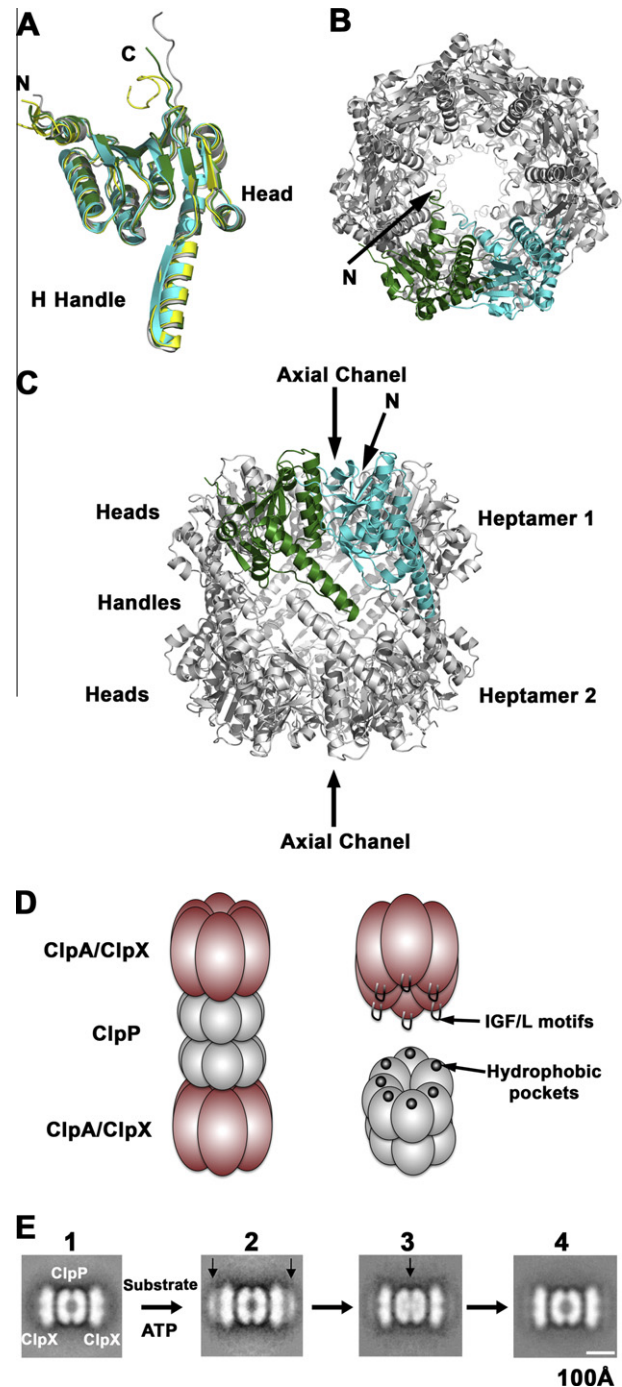 A
C
N
Head
H Handle
B
N
C
Axial Chanel
N
Heads
Heptamer 1
Handles
Heads
Heptamer 2
Axial Chanel
D
ClpA/ClpX
ClpP
ClpA/ClpX
IGF/L motifs
Hydrophobic
pockets
E
1
2
3
4
ClpP
ClpX
ClpX
Substrate
ATP
100Å